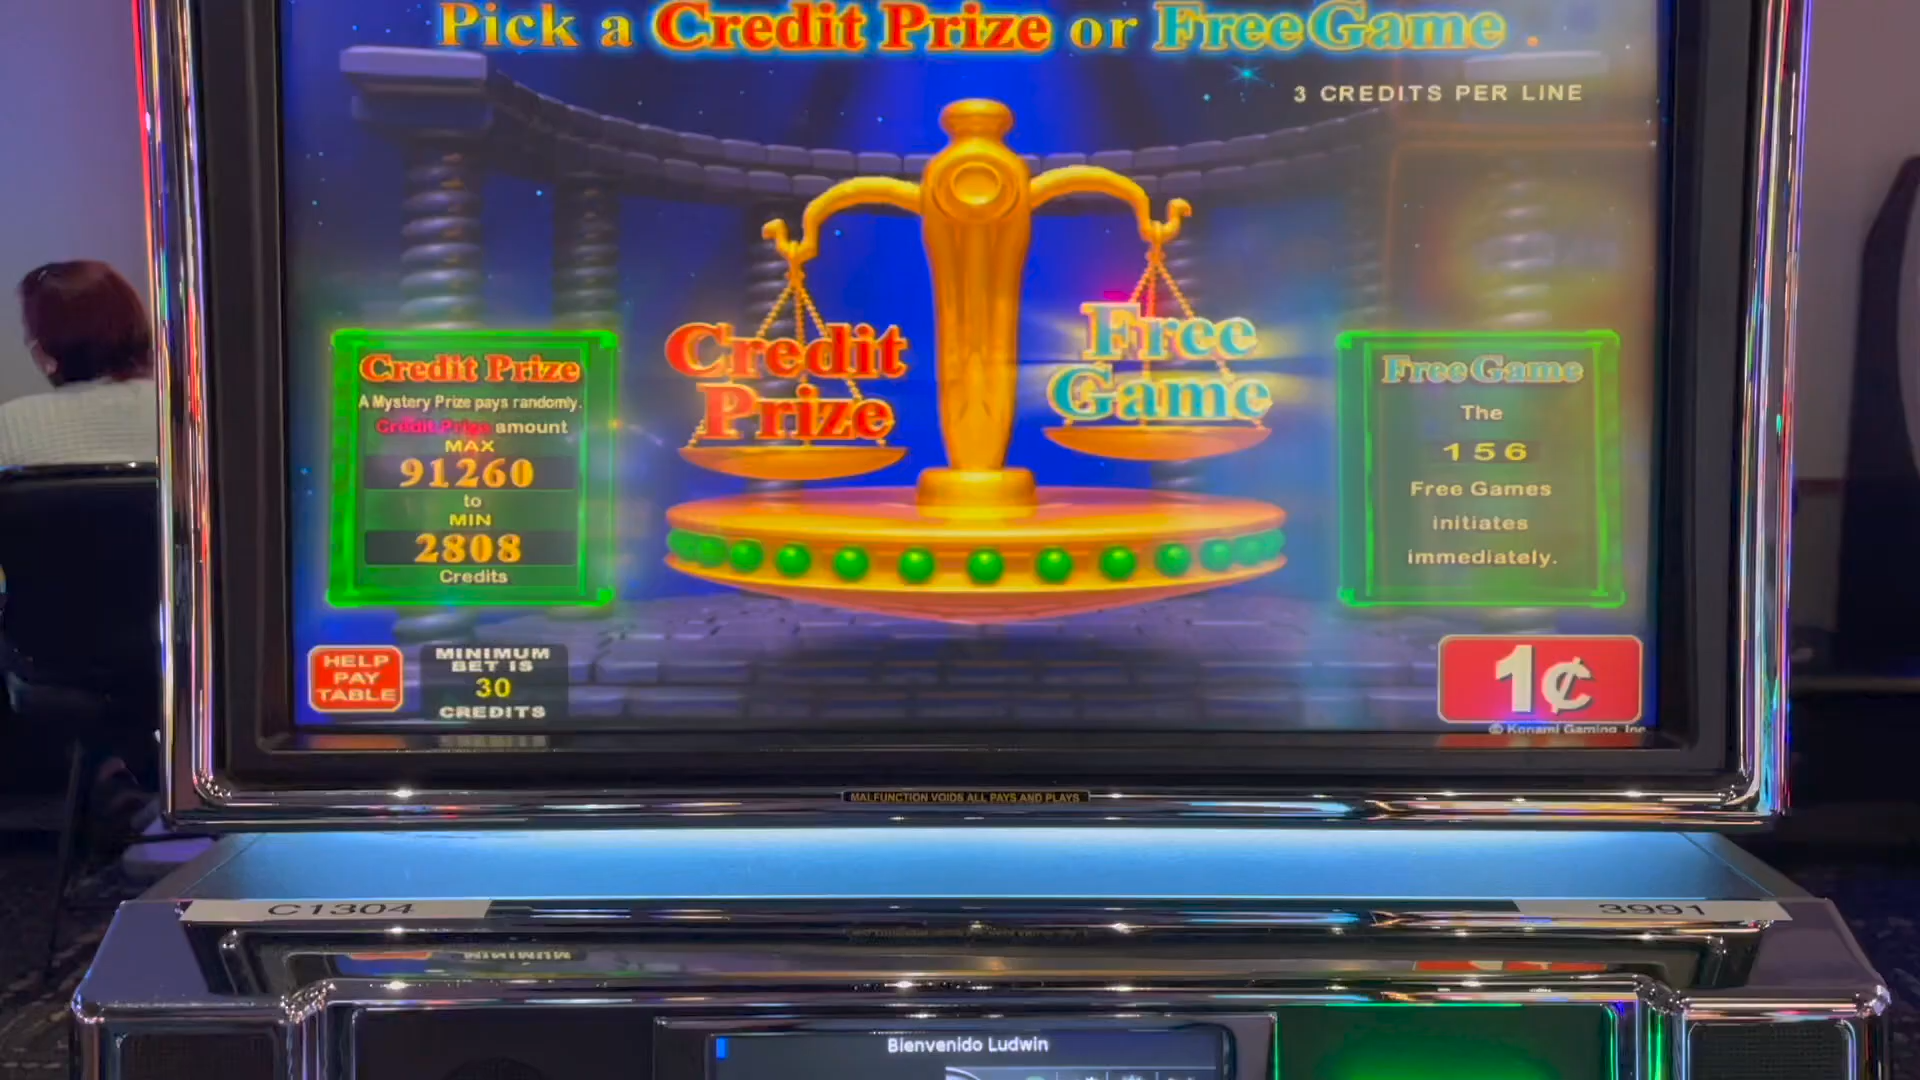 Pick a Credit Prize or Free Game.
3 CREDITS PER LINE
Credit Prize
Free Game
Credit Prize
A Mystery Prize pays randomly.
Credit Prize amount
MAX
91260
to
MIN
2808
Credits
Free Game
The
156
Free Games
initiates
immediately.
HELP
PAY
TABLE
MINIMUM
BET IS
30
CREDITS
1¢
© Konami Gaming, Inc
MALFUNCTION VOIDS ALL PAYS AND PLAYS
C1304
3991
Bienvenido Ludwin